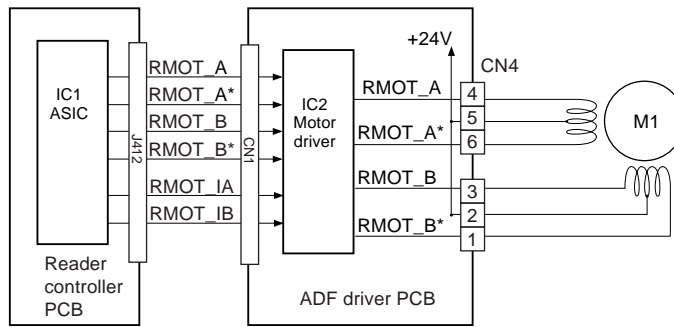 IC1
ASIC
J412
Reader
controller
PCB
RMOT_A
RMOT_A*
RMOT_B
RMOT_B*
RMOT_IA
RMOT_IB
CN1
IC2
Motor
driver
+24V
RMOT_A
RMOT_A*
RMOT_B
RMOT_B*
ADF driver PCB
CN4
4
5
6
3
2
1
M1